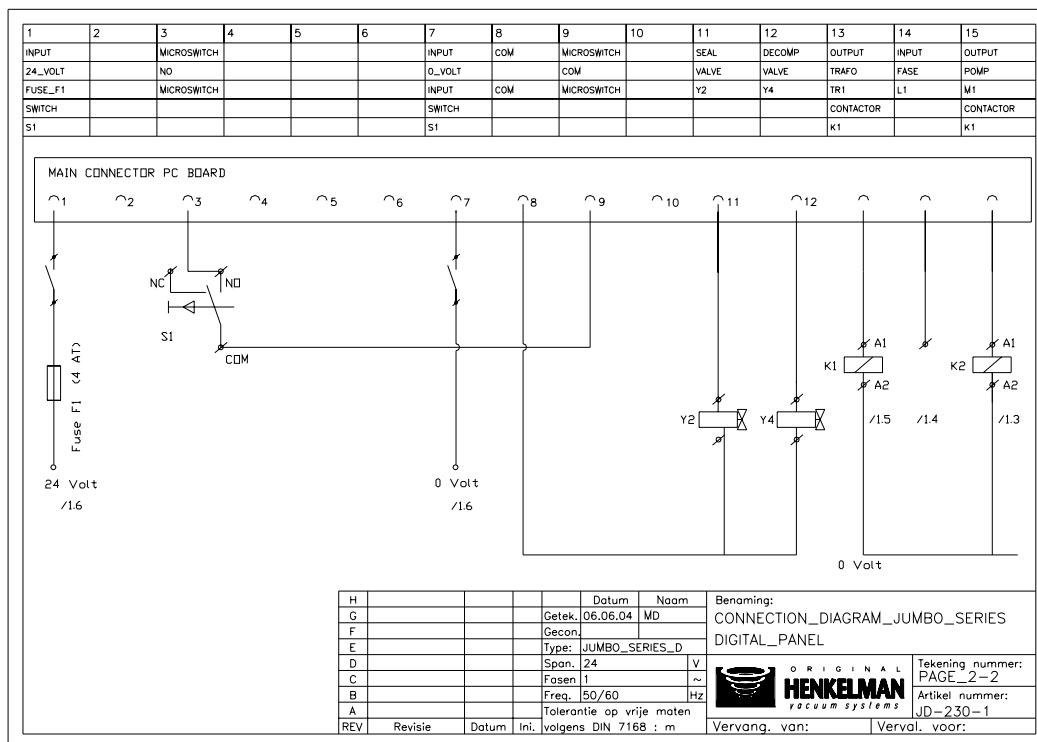 1 2 3 4 5 6 7 8 9 10 11 12 13 14 15
INPUT MICROSWITCH INPUT COM MICROSWITCH SEAL DECOMP OUTPUT INPUT OUTPUT
24_VOLT NO 0_VOLT COM VALVE VALVE TRAFO FASE POMP
FUSE_F1 MICROSWITCH INPUT COM MICROSWITCH Y2 Y4 TR1 L1 M1
SWITCH SWITCH CONTACTOR CONTACTOR
S1 S1 K1 K1
MAIN CONNECTOR PC BOARD
1 2 3 4 5 6 7 8 9 10 11 12
NC NO
S1
COM
Fuse F1 (4 AT)
K1 A1 A2
K2 A1 A2
/1.5 /1.4 /1.3
Y2 Y4
24 Volt
/1.6
0 Volt
/1.6
0 Volt
H Datum Naam
G Getek. 06.06.04 MD
F Gecon.
E Type: JUMBO_SERIES_D
D Span. 24 V
C Fasen 1 ~
B Freq. 50/60 Hz
A Tolerantie op vrije maten
REV Revisie Datum Ini. volgens DIN 7168 : m
Benaming:
CONNECTION_DIAGRAM_JUMBO_SERIES
DIGITAL_PANEL
ORIGINAL
HENKELMAN
vacuum systems
Tekening nummer:
PAGE_2-2
Artikel nummer:
JD-230-1
Vervang. van: Verval. voor: